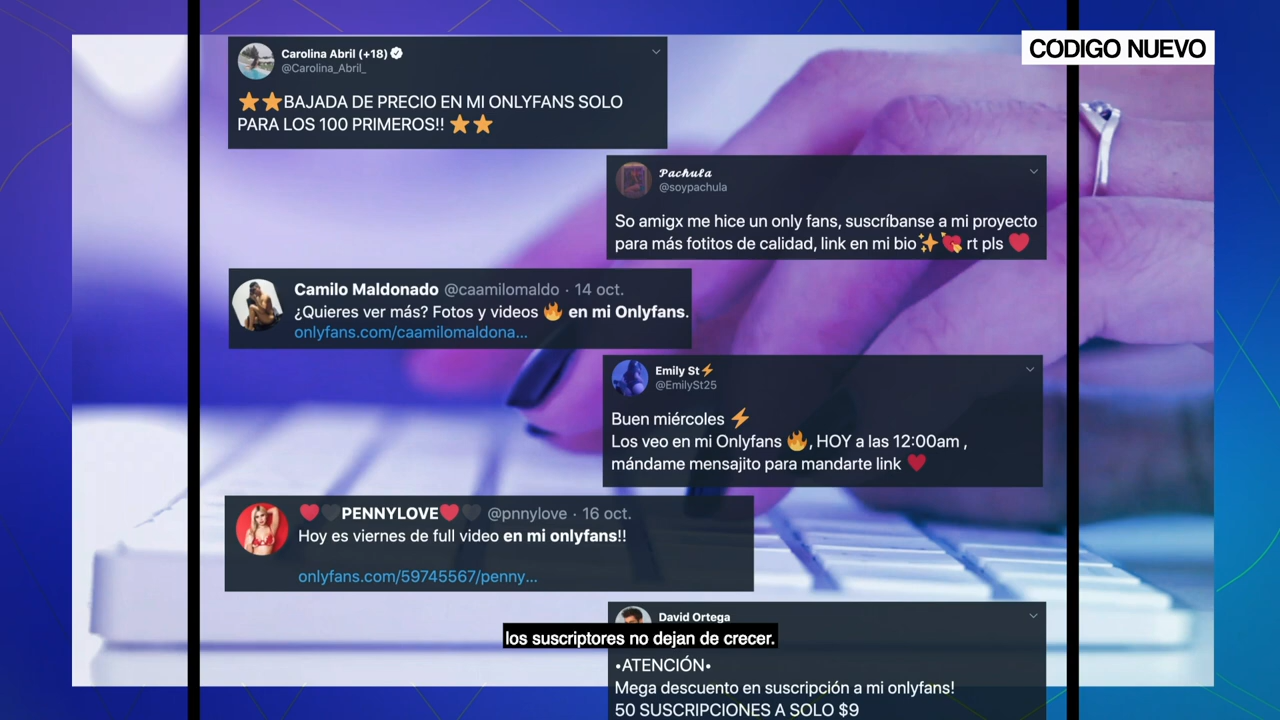 CODIGO NUEVO
Carolina Abril (+18)
@Carolina_Abril_
⭐⭐BAJADA DE PRECIO EN MI ONLYFANS SOLO
PARA LOS 100 PRIMEROS!! ⭐⭐
𝓟𝓪𝓬𝓱𝓾𝓵𝓪
@soypachula
So amigx me hice un only fans, suscríbanse a mi proyecto
para más fotitos de calidad, link en mi bio✨💘 rt pls ❤️
Camilo Maldonado @caamilomaldo · 14 oct.
¿Quieres ver más? Fotos y videos 🔥 en mi Onlyfans.
onlyfans.com/caamilomaldona...
Emily St⚡
@EmilySt25
Buen miércoles ⚡
Los veo en mi Onlyfans 🔥, HOY a las 12:00am ,
mándame mensajito para mandarte link ❤️
❤️🖤PENNYLOVE❤️🖤 @pnnylove · 16 oct.
Hoy es viernes de full video en mi onlyfans!!
onlyfans.com/59745567/penny...
David Ortega
los suscriptores no dejan de crecer.
•ATENCIÓN•
Mega descuento en suscripción a mi onlyfans!
50 SUSCRIPCIONES A SOLO $9